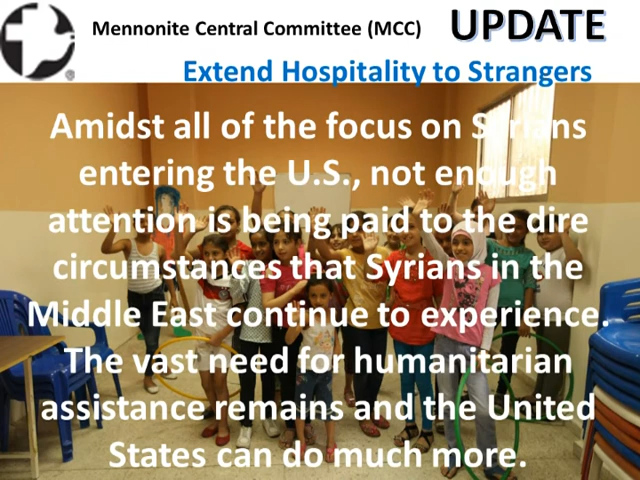 Mennonite Central Committee (MCC) UPDATE
Extend Hospitality to Strangers
Amidst all of the focus on Syrians
entering the U.S., not enough
attention is being paid to the dire
circumstances that Syrians in the
Middle East continue to experience.
The vast need for humanitarian
assistance remains and the United
States can do much more.